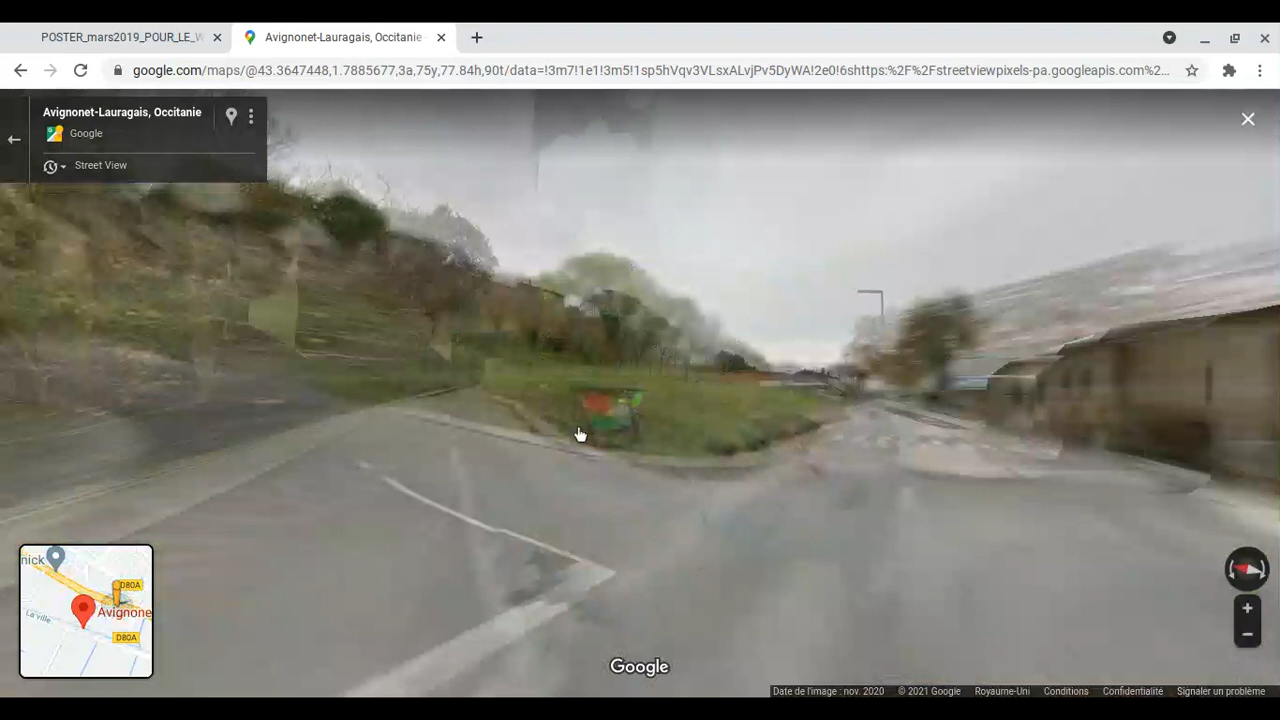 POSTER_mars2019_POUR_LE_W
Avignonet-Lauragais, Occitanie
google.com/maps/@43.3647448,1.7885677,3a,75y,77.84h,90t/data=!3m7!1e1!3m5!1sp5hVqv3VLsxALvjPv5DyWA!2e0!6shttps:%2F%2Fstreetviewpixels-pa.googleapis.com%2...
Avignonet-Lauragais, Occitanie
Google
Street View
nick
D80A
La ville
Avignone
D80A
Google
Date de l'image : nov. 2020 © 2021 Google Royaume-Uni Conditions Confidentialité Signaler un problème